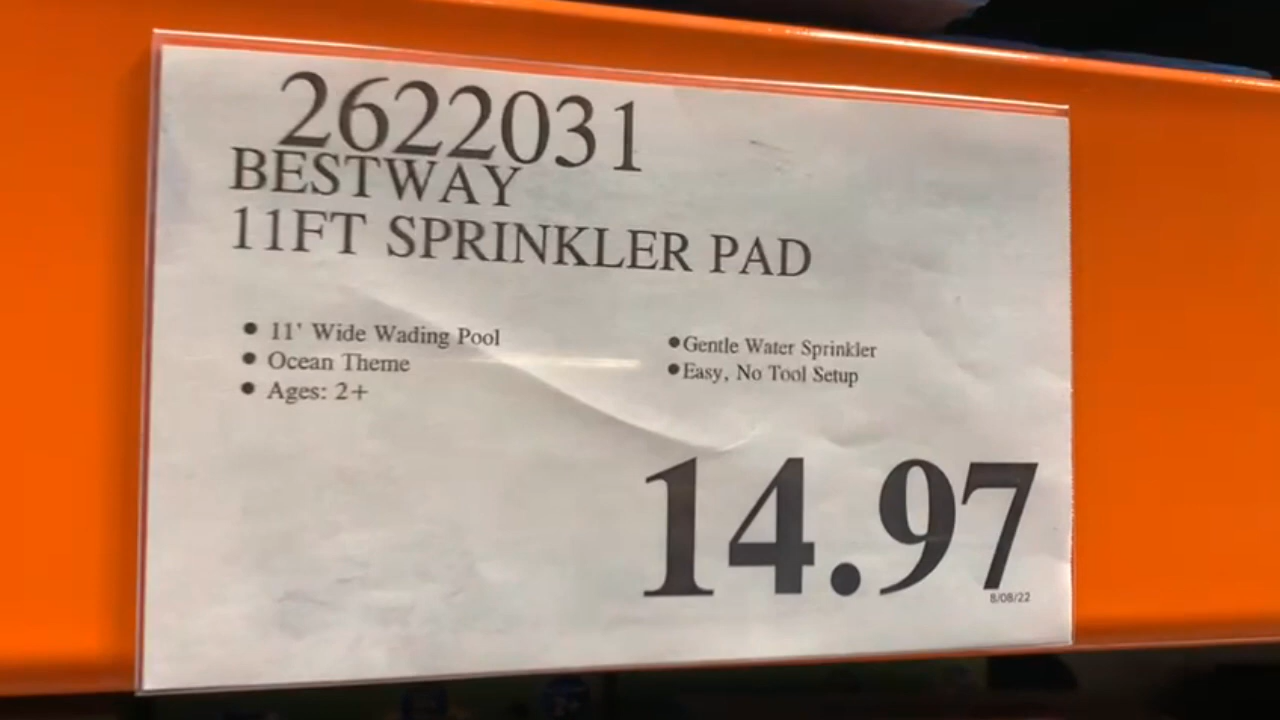 2622031
BESTWAY
11FT SPRINKLER PAD
● 11' Wide Wading Pool
● Ocean Theme
● Ages: 2+
●Gentle Water Sprinkler
●Easy, No Tool Setup
14.97
8/08/22